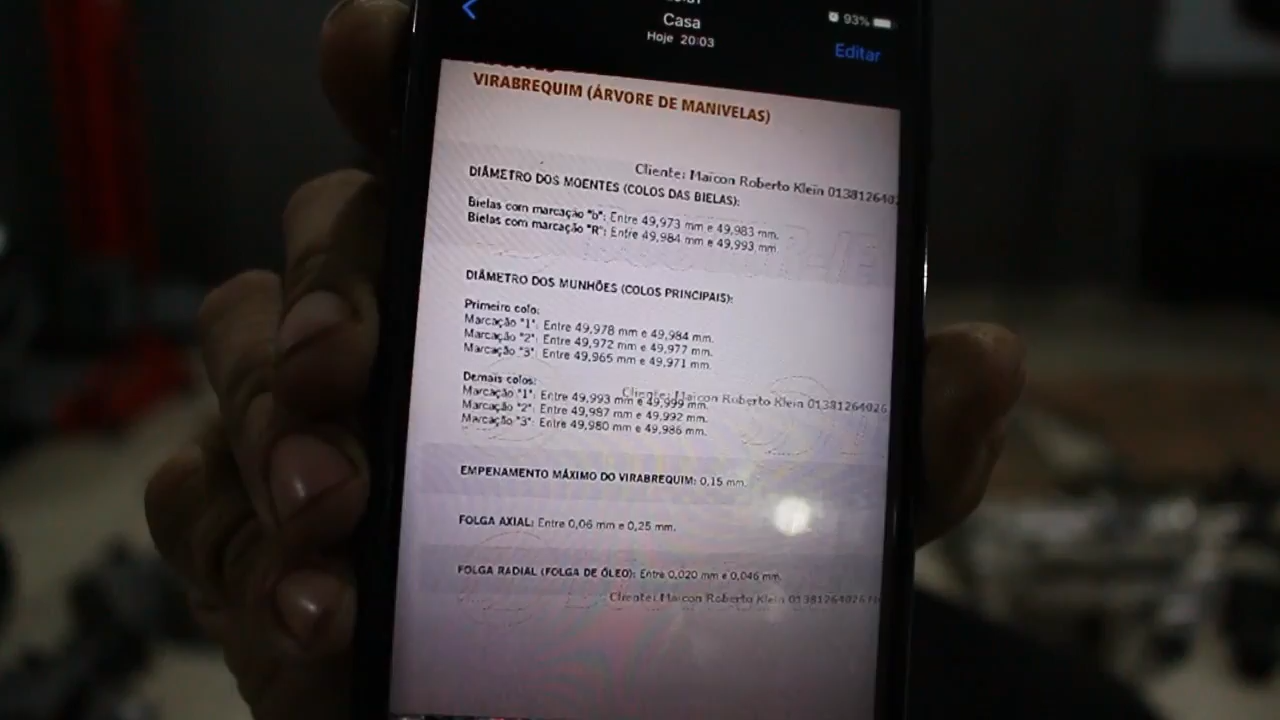 Casa
93%
Hoje 20:03
Editar
VIRABREQUIM (ÁRVORE DE MANIVELAS)
Cliente: Maicon Roberto Klein 013812640
DIÂMETRO DOS MOENTES (COLOS DAS BIELAS):
Bielas com marcação "b": Entre 49,973 mm e 49,983 mm.
Bielas com marcação "R": Entre 49,984 mm e 49,993 mm.
DIÂMETRO DOS MUNHÕES (COLOS PRINCIPAIS):
Primeiro colo:
Marcação "1": Entre 49,978 mm e 49,984 mm.
Marcação "2": Entre 49,972 mm e 49,977 mm.
Marcação "3": Entre 49,965 mm e 49,971 mm.
Demais colos:
Cliente: Maicon Roberto Klein 01381264026
Marcação "1": Entre 49,993 mm e 49,999 mm.
Marcação "2": Entre 49,987 mm e 49,992 mm.
Marcação "3": Entre 49,980 mm e 49,986 mm.
EMPENAMENTO MÁXIMO DO VIRABREQUIM: 0,15 mm.
FOLGA AXIAL: Entre 0,06 mm e 0,25 mm.
FOLGA RADIAL (FOLGA DE ÓLEO): Entre 0,020 mm e 0,046 mm.
Cliente: Maicon Roberto Klein 01381264026